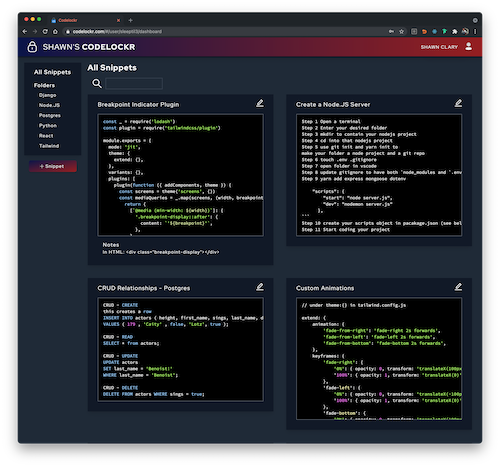 Codelockr
codelockr.com/#/user/sleepii13/dashboard
SHAWN'S CODELOCKR
SHAWN CLARY
All Snippets
Folders
Django
Node.JS
Postgres
Python
React
Tailwind
+ Snippet
All Snippets
Breakpoint Indicator Plugin
const _ = require('lodash')
const plugin = require('tailwindcss/plugin')
module.exports = {
mode: 'jit',
theme: {
extend: {},
},
variants: {},
plugins: [
plugin(function ({ addComponents, theme }) {
const screens = theme('screens', {})
const mediaQueries = _.map(screens, (width, breakpoint
return {
[`@media (min-width: ${width})`]: {
'.breakpoint-display::after': {
content: `'${breakpoint}'`,
},
Notes
In HTML: <div class="breakpoint-display"></div>
Create a Node.JS Server
Step 1 Open a terminal
Step 2 Enter your desired folder
Step 3 mkdir to contain your nodejs project
Step 4 cd into that nodejs project
Step 5 use git init and yarn init to
make your folder a node project and a git repo
Step 6 touch .env .gitignore
Step 7 open folder in vscode
Step 8 update gitignore to have both `node_modules and `.env
Step 9 yarn add express mongoose dotenv
"scripts": {
"start": "node server.js",
"dev": "nodemon server.js"
},
```
Step 10 create your scripts object in pacakage.json (see bel
Step 11 Start coding your project
CRUD Relationships - Postgres
CRUD - CREATE
this creates a row
INSERT INTO actors ( height, first_name, sings, last_name, d
VALUES ( 170 , 'Caity' , false, 'Lotz', true );
CRUD - READ
SELECT * from actors;
CRUD - UPDATE
UPDATE actors
SET last_name = 'Benoist'
WHERE last_name = 'Benoist';
CRUD - DELETE
DELETE FROM actors WHERE sings = true;
Custom Animations
// under theme:{} in tailwind.config.js
extend: {
animation: {
'fade-from-right': 'fade-right 2s forwards',
'fade-from-left': 'fade-left 2s forwards',
'fade-from-bottom': 'fade-bottom 2s forwards',
},
keyframes: {
'fade-right': {
'0%': { opacity: 0, transform: 'translateX(100px
'100%': { opacity: 1, transform: 'translateX(0)'
},
'fade-left': {
'0%': { opacity: 0, transform: 'translateX(-100px
'100%': { opacity: 1, transform: 'translateX(0)'
},
'fade-bottom': {